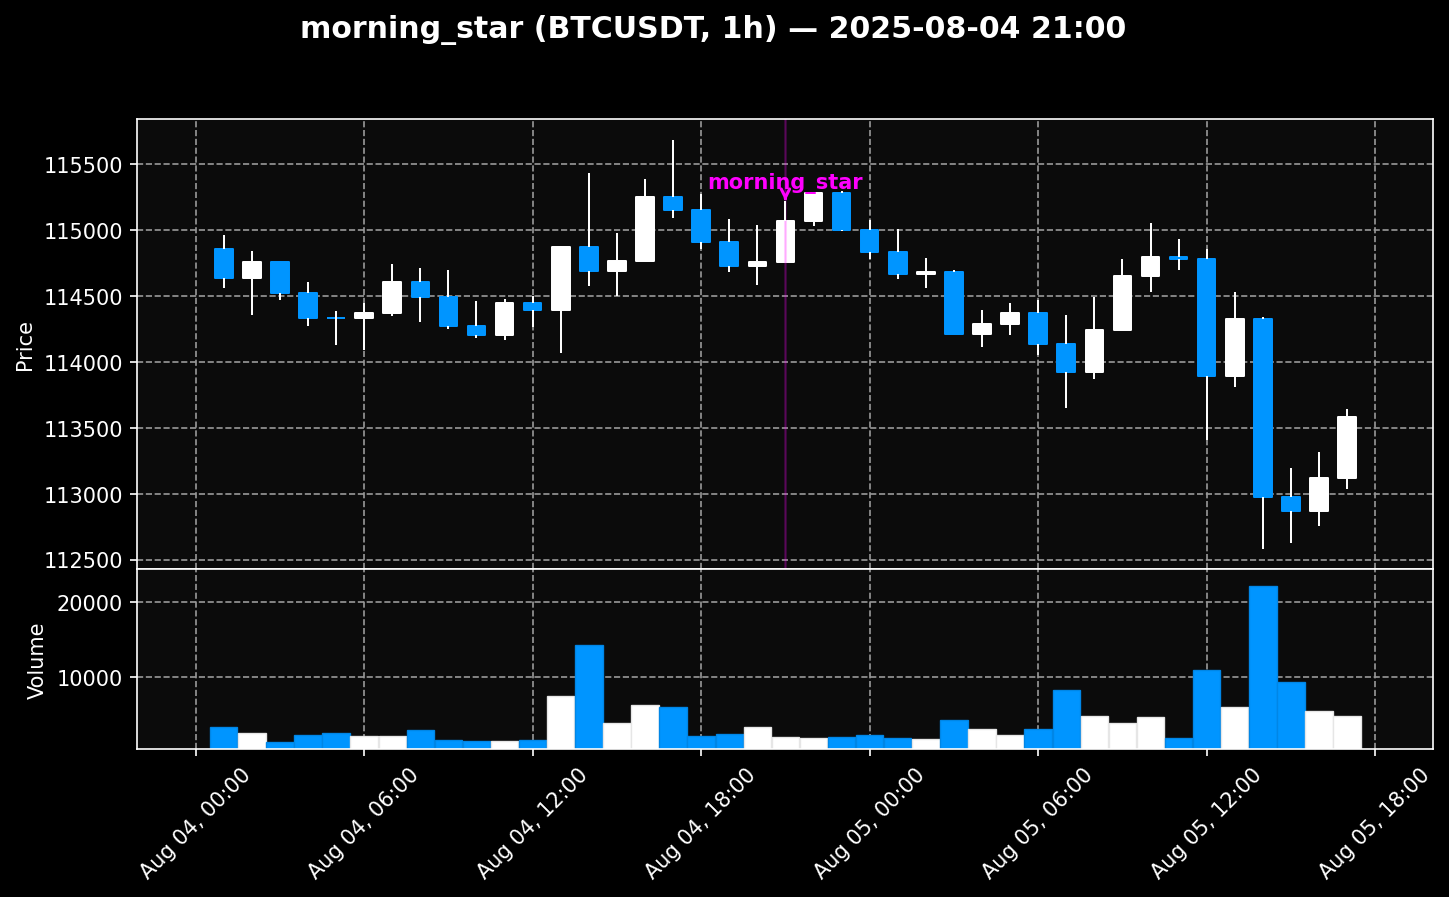 morning_star (BTCUSDT, 1h) — 2025-08-04 21:00
morning_star
Price
115500
115000
114500
114000
113500
113000
112500
Volume
20000
10000
Aug 04, 00:00
Aug 04, 06:00
Aug 04, 12:00
Aug 04, 18:00
Aug 05, 00:00
Aug 05, 06:00
Aug 05, 12:00
Aug 05, 18:00